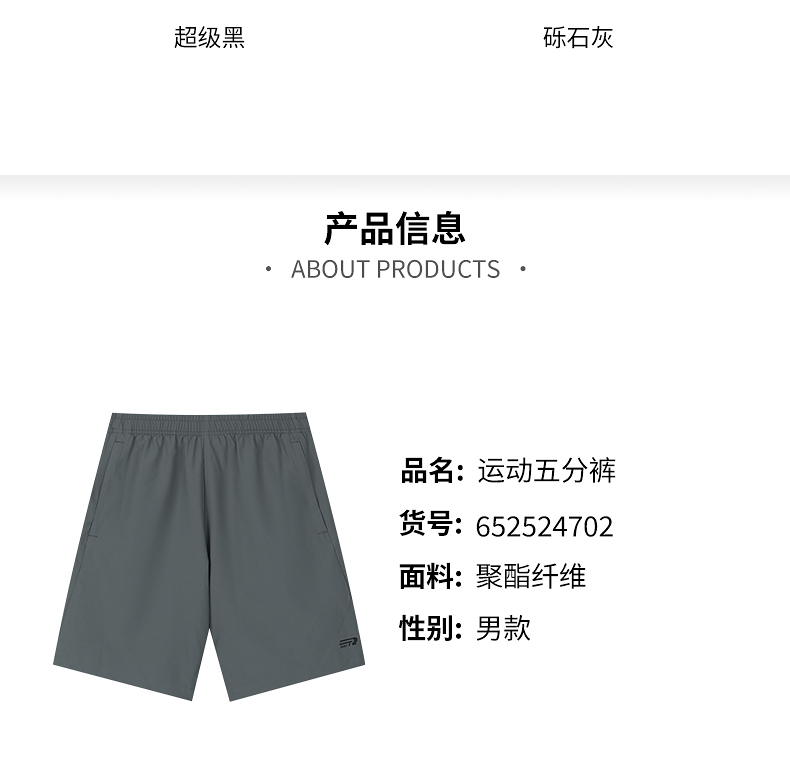 超级黑 砾石灰
产品信息
· ABOUT PRODUCTS ·
品名: 运动五分裤
货号: 652524702
面料: 聚酯纤维
性别: 男款